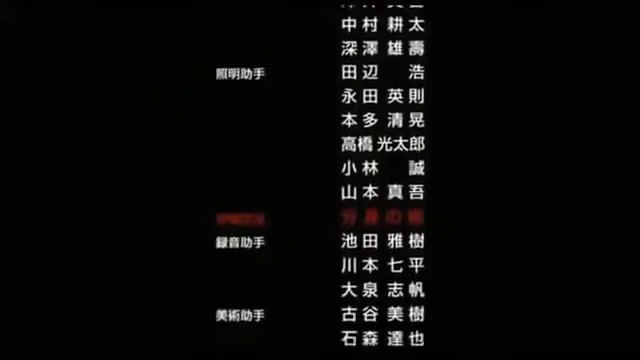 中村 耕太
深澤 雄壽
照明助手 田辺 浩
永田 英則
本多 清晃
高橋 光太郎
小林 誠
山本 真吾
録音助手 池田 雅樹
川本 七平
大泉 志帆
美術助手 古谷 美樹
石森 達也